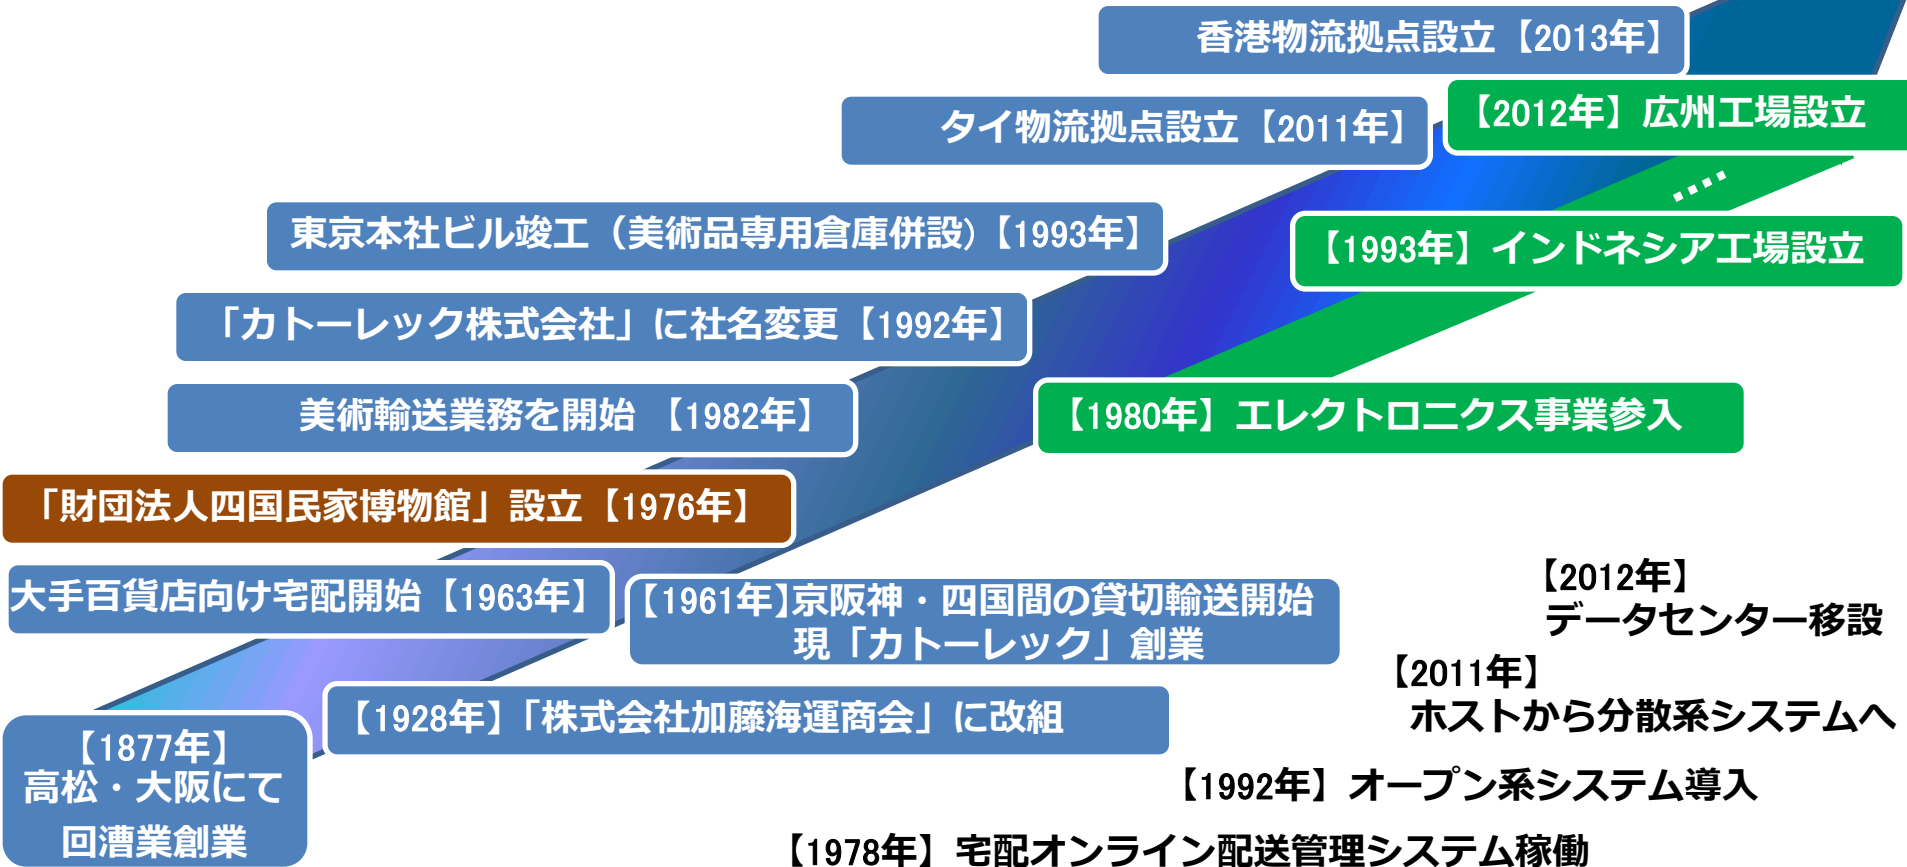 香港物流拠点設立【2013年】
【2012年】広州工場設立
タイ物流拠点設立【2011年】
東京本社ビル竣工（美術品専用倉庫併設）【1993年】
【1993年】インドネシア工場設立
「カトーレック株式会社」に社名変更【1992年】
美術輸送業務を開始 【1982年】
【1980年】エレクトロニクス事業参入
「財団法人四国民家博物館」設立【1976年】
大手百貨店向け宅配開始【1963年】
【1961年】京阪神・四国間の貸切輸送開始
現「カトーレック」創業
【1928年】「株式会社加藤海運商会」に改組
【1877年】
高松・大阪にて
回漕業創業
【2012年】
データセンター移設
【2011年】
ホストから分散系システムへ
【1992年】オープン系システム導入
【1978年】宅配オンライン配送管理システム稼働